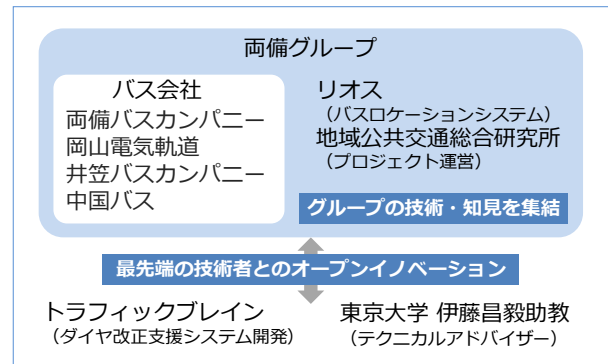 両備グループ
バス会社
両備バスカンパニー
岡山電気軌道
井笠バスカンパニー
中国バス
リオス
（バスロケーションシステム）
地域公共交通総合研究所
（プロジェクト運営）
グループの技術・知見を集結
最先端の技術者とのオープンイノベーション
トラフィックブレイン
（ダイヤ改正支援システム開発）
東京大学 伊藤昌毅助教
（テクニカルアドバイザー）